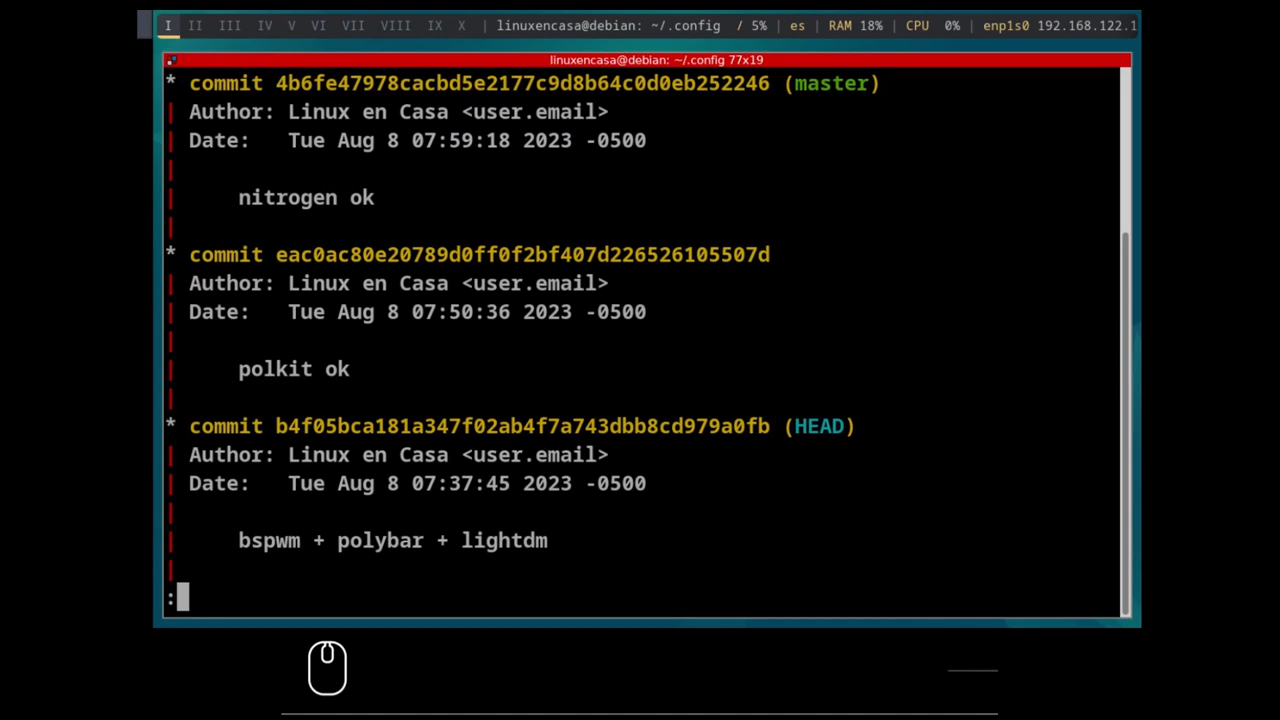 I II III IV V VI VII VIII IX X | linuxencasa@debian: ~/.config / 5% | es | RAM 18% | CPU 0% | enp1s0 192.168.122.1
linuxencasa@debian: ~/.config 77x19
* commit 4b6fe47978cacbd5e2177c9d8b64c0d0eb252246 (master)
| Author: Linux en Casa <user.email>
| Date:   Tue Aug 8 07:59:18 2023 -0500
|
|     nitrogen ok
|
* commit eac0ac80e20789d0ff0f2bf407d226526105507d
| Author: Linux en Casa <user.email>
| Date:   Tue Aug 8 07:50:36 2023 -0500
|
|     polkit ok
|
* commit b4f05bca181a347f02ab4f7a743dbb8cd979a0fb (HEAD)
| Author: Linux en Casa <user.email>
| Date:   Tue Aug 8 07:37:45 2023 -0500
|
|     bspwm + polybar + lightdm
|
: